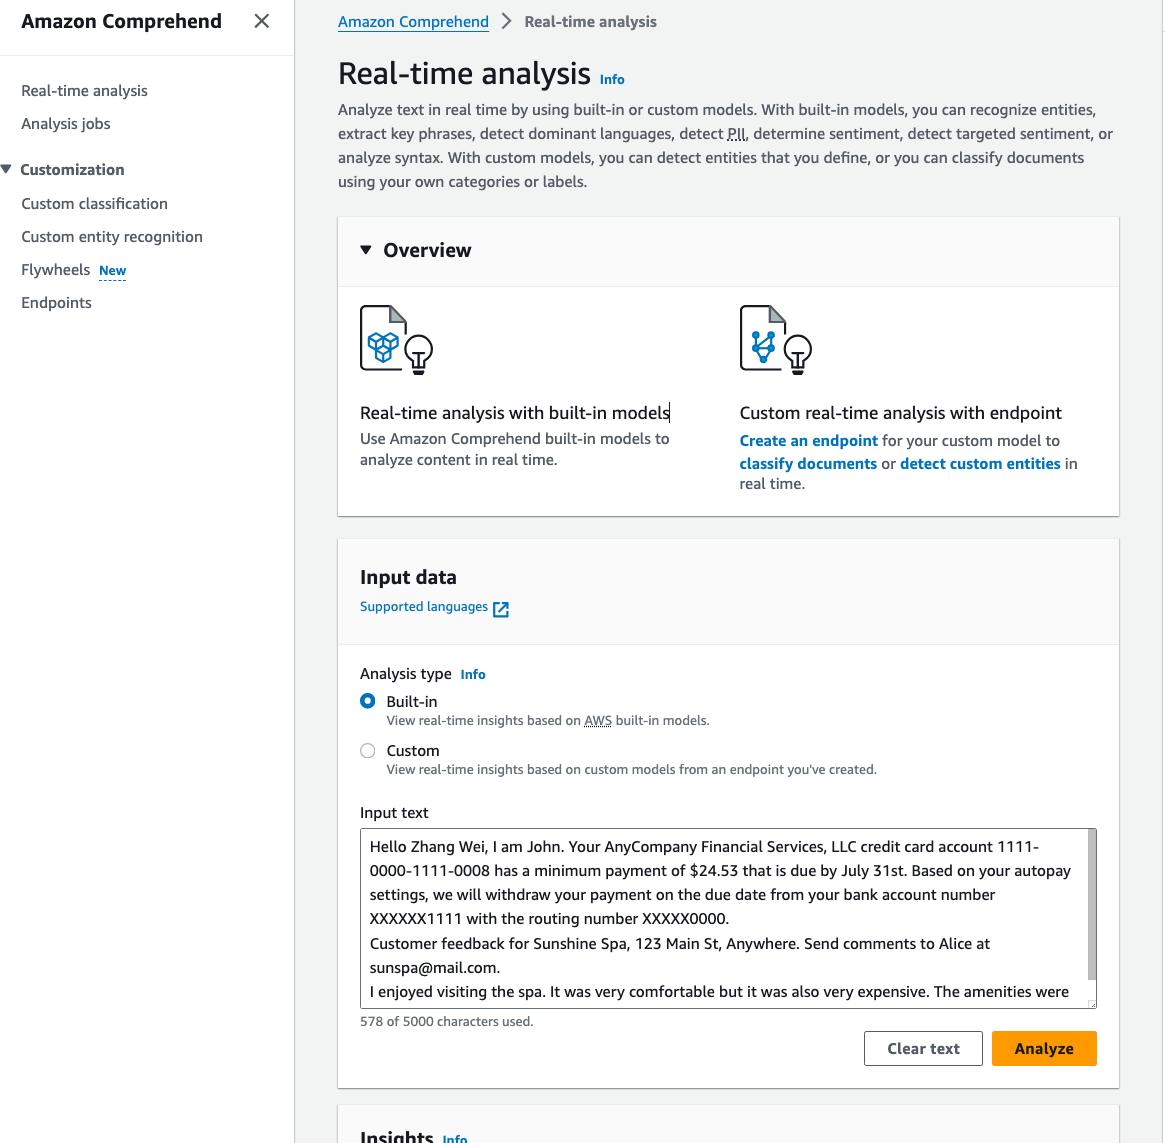 Amazon Comprehend
Real-time analysis
Analysis jobs
Customization
Custom classification
Custom entity recognition
Flywheels New
Endpoints
Amazon Comprehend > Real-time analysis
Real-time analysis Info
Analyze text in real time by using built-in or custom models. With built-in models, you can recognize entities,
extract key phrases, detect dominant languages, detect PII, determine sentiment, detect targeted sentiment, or
analyze syntax. With custom models, you can detect entities that you define, or you can classify documents
using your own categories or labels.
Overview
Real-time analysis with built-in models
Use Amazon Comprehend built-in models to
analyze content in real time.
Custom real-time analysis with endpoint
Create an endpoint for your custom model to
classify documents or detect custom entities in
real time.
Input data
Supported languages
Analysis type Info
Built-in
View real-time insights based on AWS built-in models.
Custom
View real-time insights based on custom models from an endpoint you've created.
Input text
Hello Zhang Wei, I am John. Your AnyCompany Financial Services, LLC credit card account 1111-
0000-1111-0008 has a minimum payment of $24.53 that is due by July 31st. Based on your autopay
settings, we will withdraw your payment on the due date from your bank account number
XXXXXX1111 with the routing number XXXXX0000.
Customer feedback for Sunshine Spa, 123 Main St, Anywhere. Send comments to Alice at
sunspa@mail.com.
I enjoyed visiting the spa. It was very comfortable but it was also very expensive. The amenities were
578 of 5000 characters used.
Clear text
Analyze
Insights Info